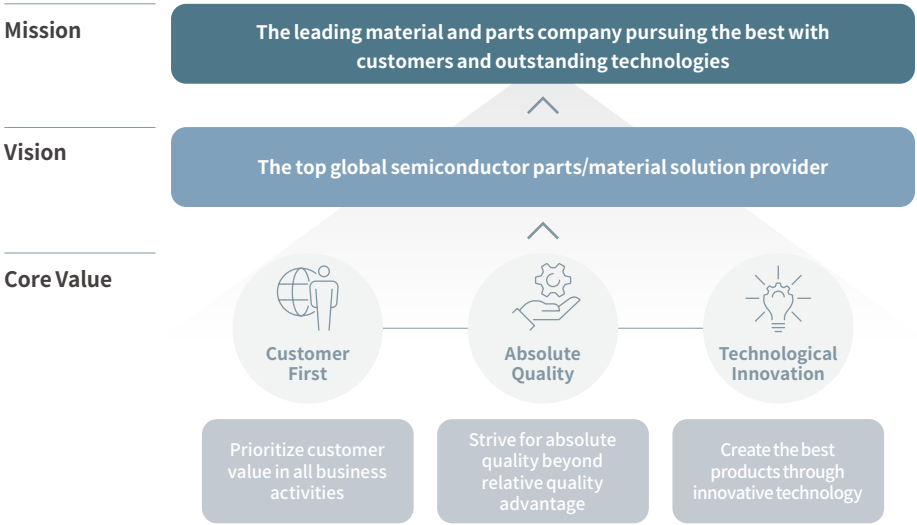 Mission
The leading material and parts company pursuing the best with
customers and outstanding technologies
Vision
The top global semiconductor parts/material solution provider
Core Value
Customer
First
Absolute
Quality
Technological
Innovation
Prioritize customer
value in all business
activities
Strive for absolute
quality beyond
relative quality
advantage
Create the best
products through
innovative technology